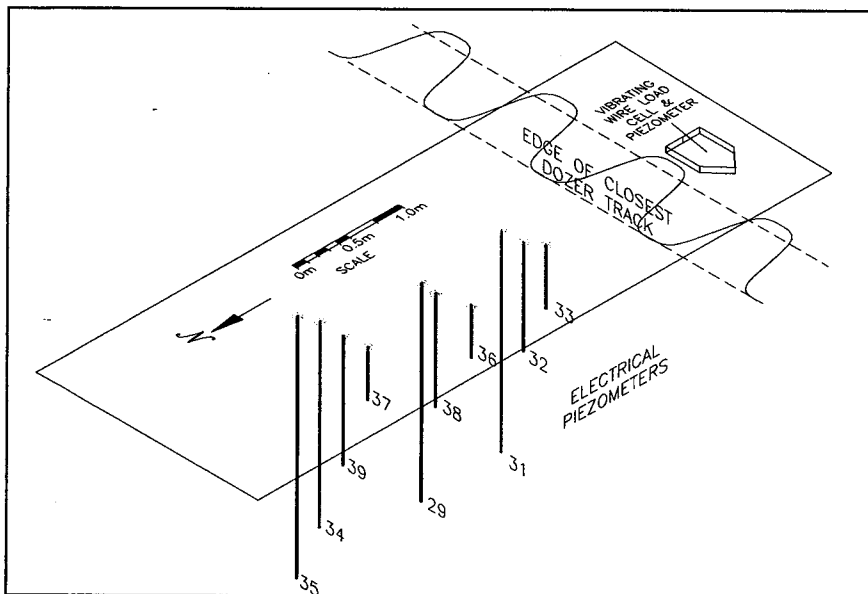 VIBRATING
WIRE LOAD
CELL &
PIEZOMETER
EDGE OF CLOSEST
DOZER TRACK
0m 0.5m 1.0m
SCALE
N
33
32
36
31
37
38
39
29
34
35
ELECTRICAL
PIEZOMETERS